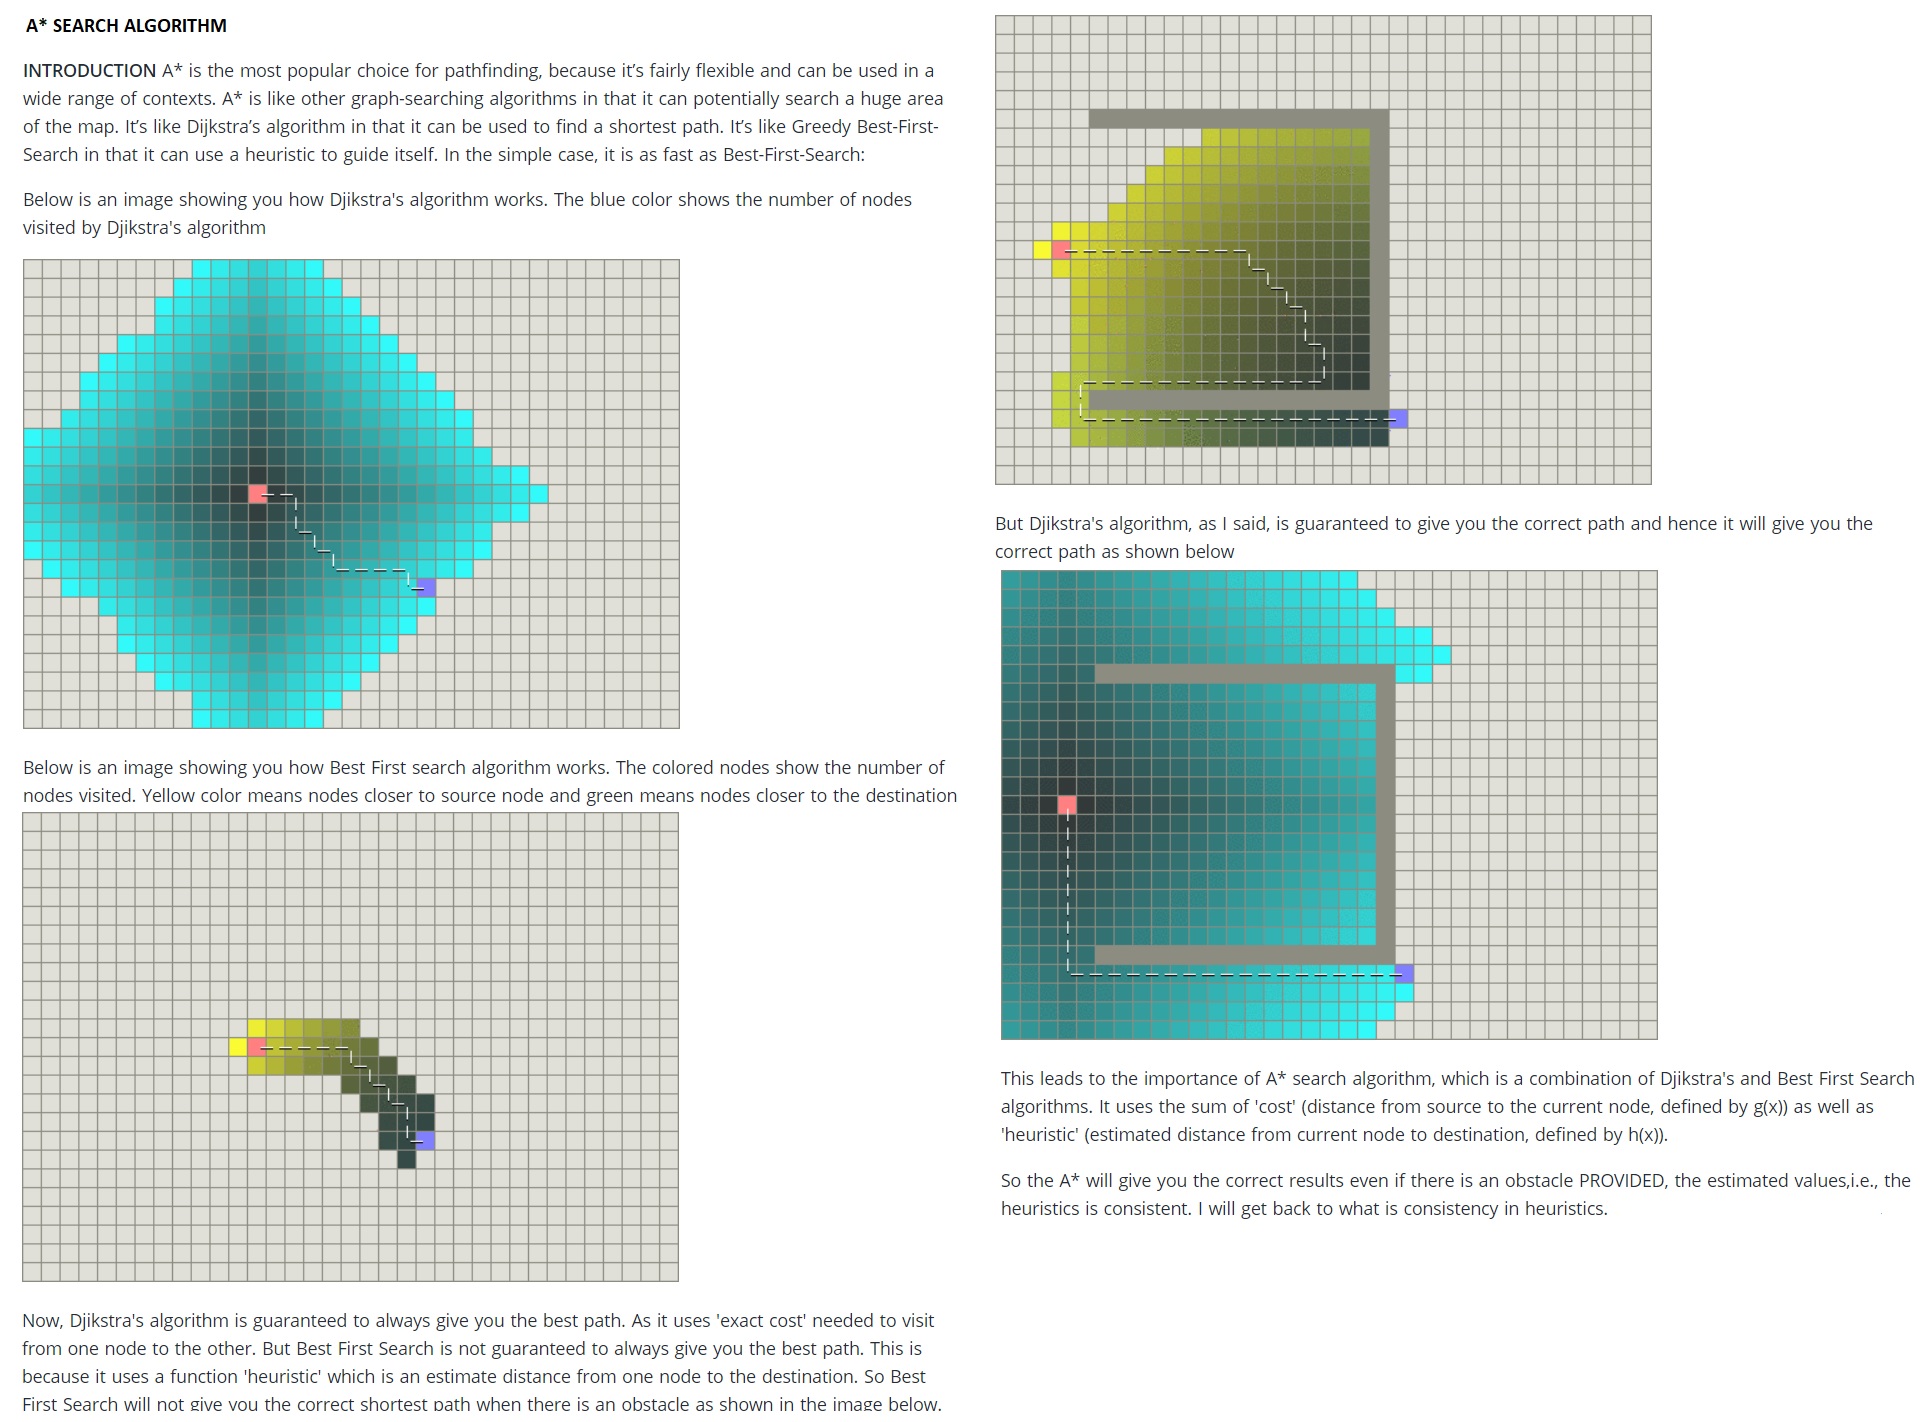 A* SEARCH ALGORITHM
INTRODUCTION A* is the most popular choice for pathfinding, because it’s fairly flexible and can be used in a
wide range of contexts. A* is like other graph-searching algorithms in that it can potentially search a huge area
of the map. It’s like Dijkstra’s algorithm in that it can be used to find a shortest path. It’s like Greedy Best-First-
Search in that it can use a heuristic to guide itself. In the simple case, it is as fast as Best-First-Search:
Below is an image showing you how Djikstra's algorithm works. The blue color shows the number of nodes
visited by Djikstra's algorithm
Below is an image showing you how Best First search algorithm works. The colored nodes show the number of
nodes visited. Yellow color means nodes closer to source node and green means nodes closer to the destination
Now, Djikstra's algorithm is guaranteed to always give you the best path. As it uses 'exact cost' needed to visit
from one node to the other. But Best First Search is not guaranteed to always give you the best path. This is
because it uses a function 'heuristic' which is an estimate distance from one node to the destination. So Best
First Search will not give you the correct shortest path when there is an obstacle as shown in the image below.
But Djikstra's algorithm, as I said, is guaranteed to give you the correct path and hence it will give you the
correct path as shown below
This leads to the importance of A* search algorithm, which is a combination of Djikstra's and Best First Search
algorithms. It uses the sum of 'cost' (distance from source to the current node, defined by g(x)) as well as
'heuristic' (estimated distance from current node to destination, defined by h(x)).
So the A* will give you the correct results even if there is an obstacle PROVIDED, the estimated values,i.e., the
heuristics is consistent. I will get back to what is consistency in heuristics.